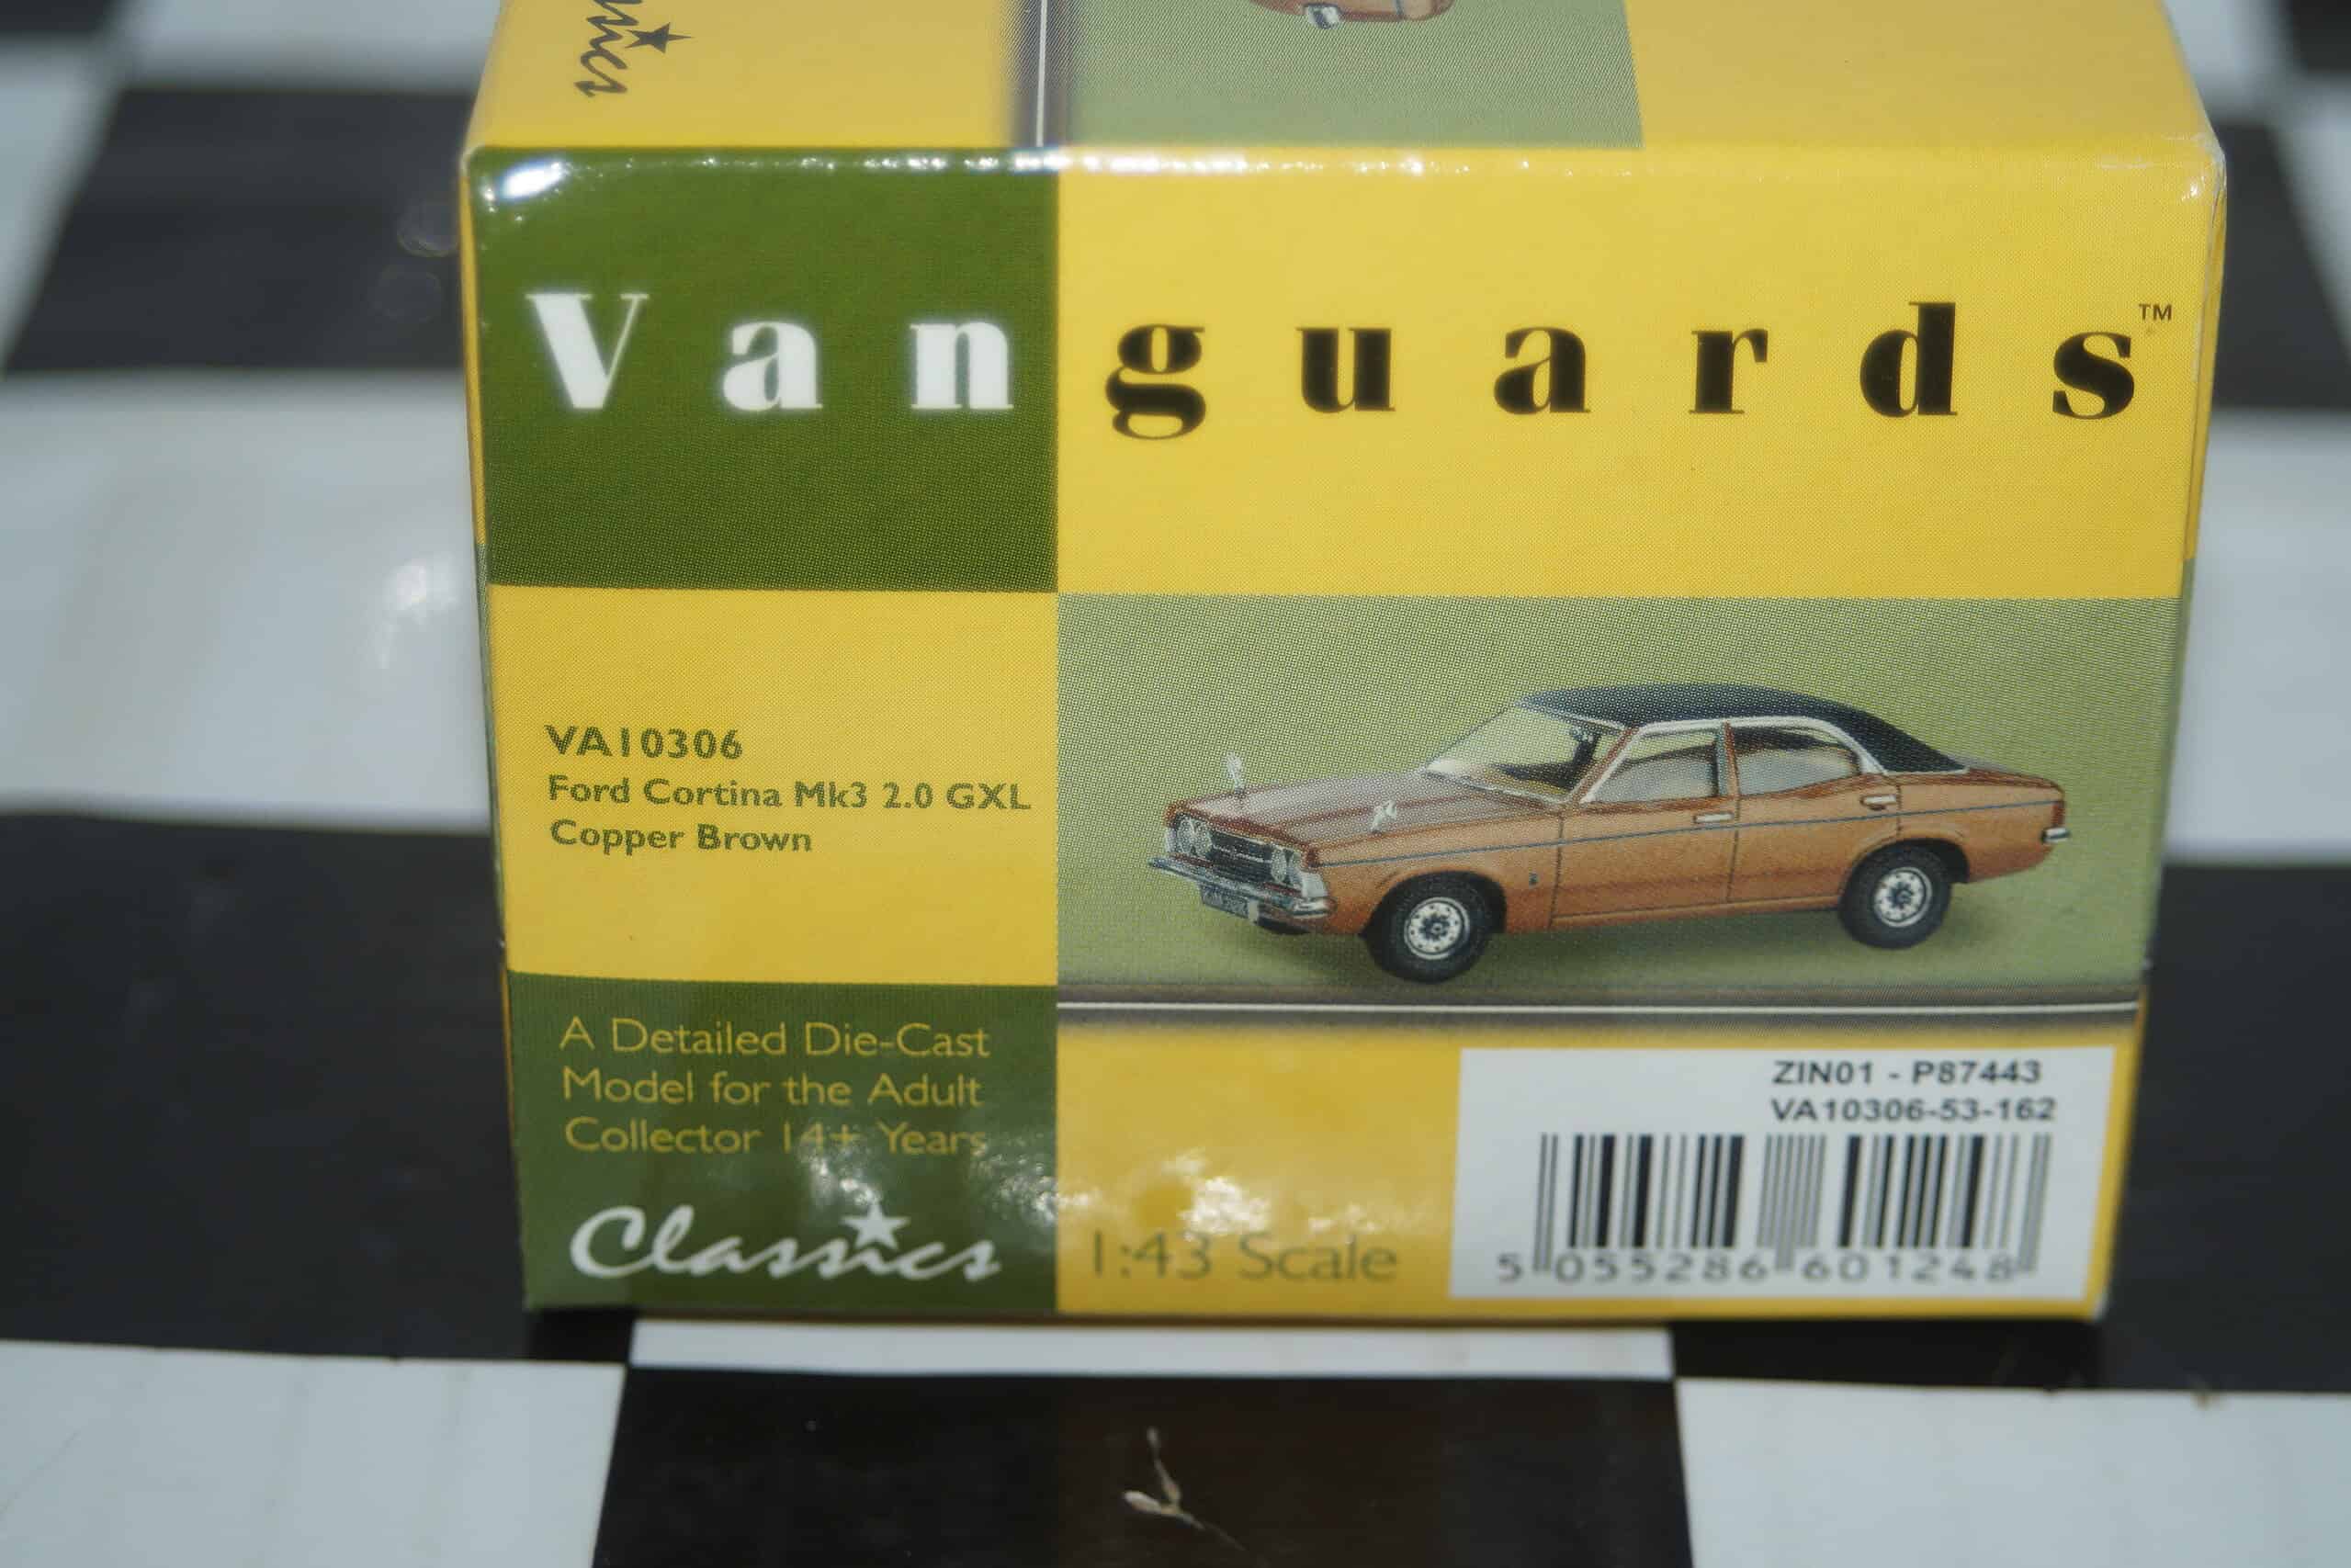 Vanguards™
VA10306
Ford Cortina Mk3 2.0 GXL
Copper Brown
A Detailed Die-Cast
Model for the Adult
Collector 14+ Years
Classics
1:43 Scale
ZIN01 - P87443
VA10306-53-162
5 055286 601248